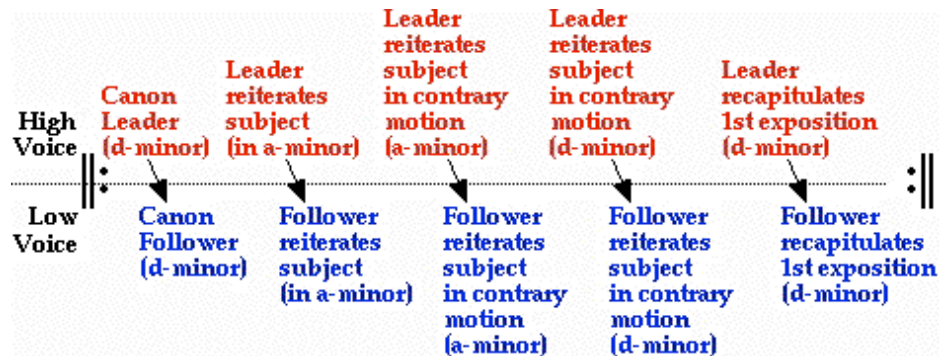 High
Voice
Canon
Leader
(d-minor)
Leader
reiterates
subject
(in a-minor)
Leader
reiterates
subject
in contrary
motion
(a-minor)
Leader
reiterates
subject
in contrary
motion
(d-minor)
Leader
recapitulates
1st exposition
(d-minor)
Low
Voice
Canon
Follower
(d-minor)
Follower
reiterates
subject
(in a-minor)
Follower
reiterates
subject
in contrary
motion
(a-minor)
Follower
reiterates
subject
in contrary
motion
(d-minor)
Follower
recapitulates
1st exposition
(d-minor)